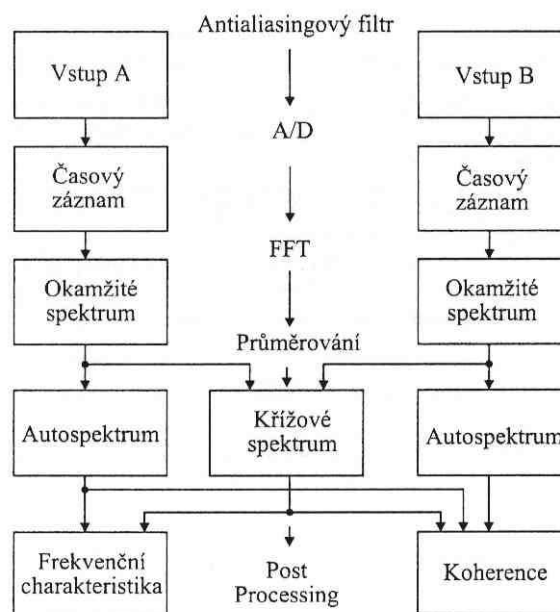 Antialiasingový filtr
Vstup A
Vstup B
A/D
Časový
záznam
Časový
záznam
FFT
Okamžité
spektrum
Okamžité
spektrum
Průměrování
Autospektrum
Křížové
spektrum
Autospektrum
Frekvenční
charakteristika
Post
Processing
Koherence